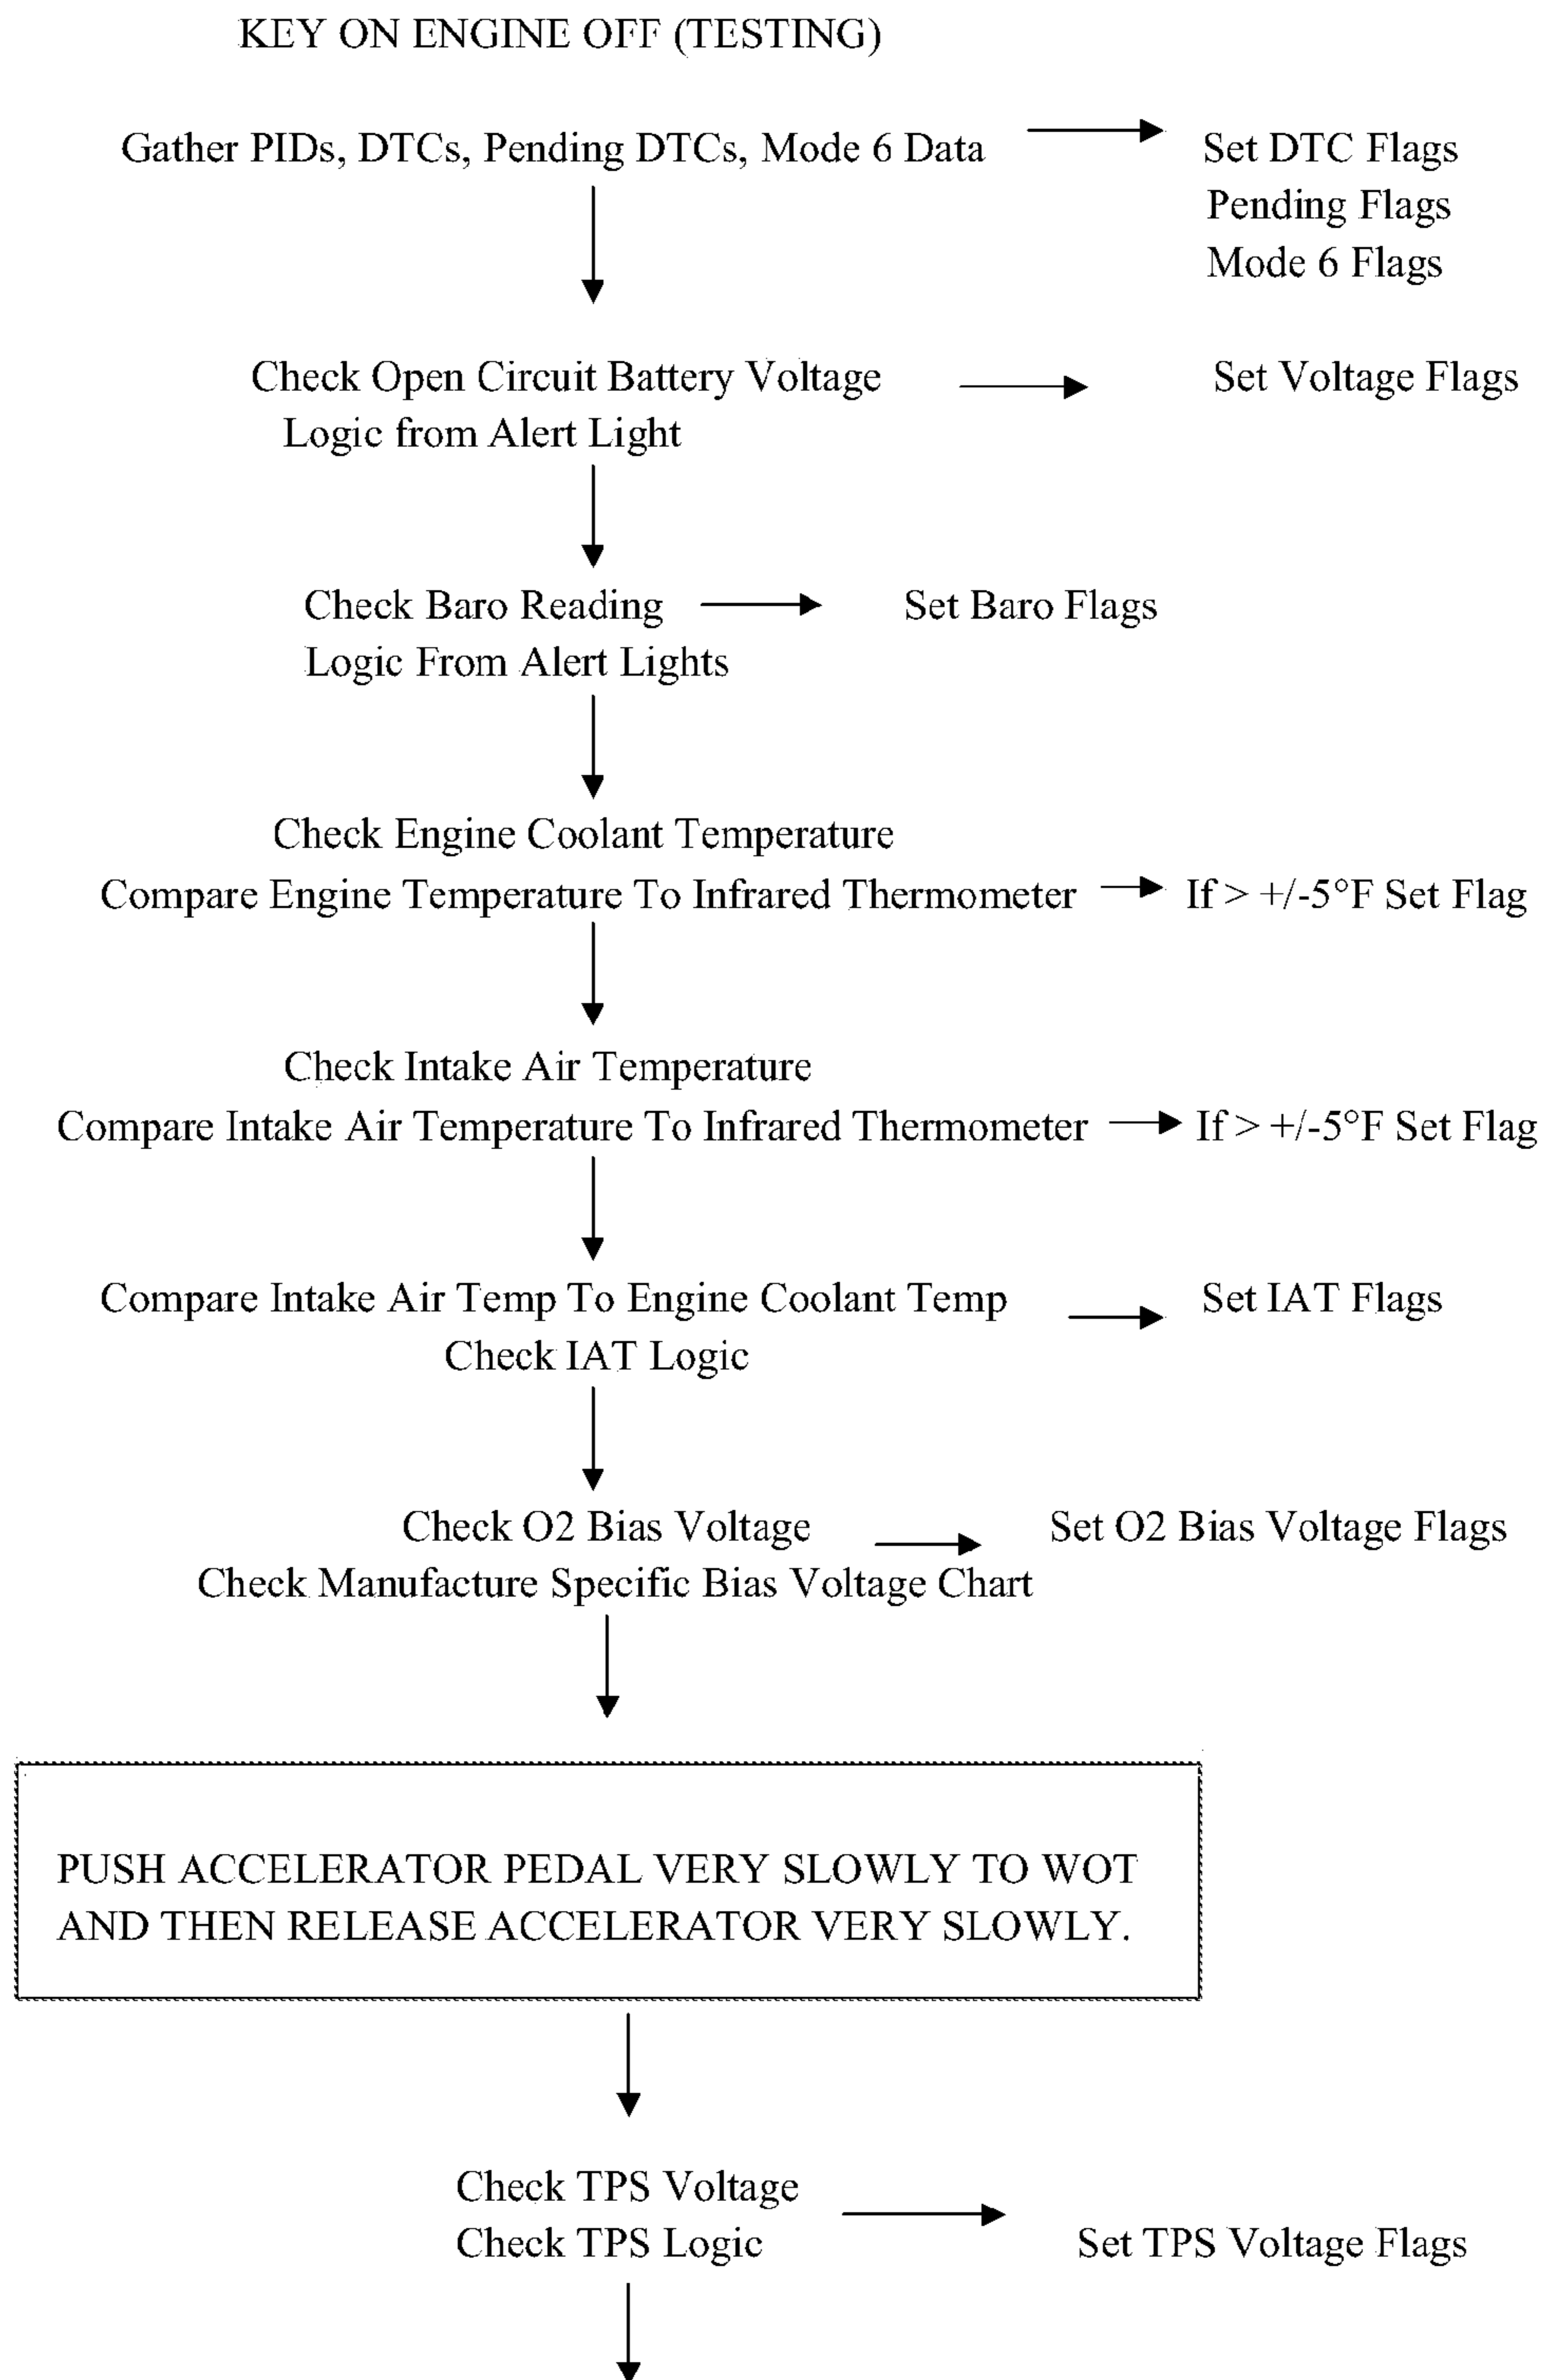 KEY ON ENGINE OFF (TESTING)
Gather PIDs, DTCs, Pending DTCs, Mode 6 Data
Set DTC Flags
Pending Flags
Mode 6 Flags
Check Open Circuit Battery Voltage
Set Voltage Flags
Logic from Alert Light
Check Baro Reading
Set Baro Flags
Logic From Alert Lights
Check Engine Coolant Temperature
Compare Engine Temperature To Infrared Thermometer
If > +/-5°F Set Flag
Check Intake Air Temperature
Compare Intake Air Temperature To Infrared Thermometer
If > +/-5°F Set Flag
Compare Intake Air Temp To Engine Coolant Temp
Set IAT Flags
Check IAT Logic
Check O2 Bias Voltage
Set O2 Bias Voltage Flags
Check Manufacture Specific Bias Voltage Chart
PUSH ACCELERATOR PEDAL VERY SLOWLY TO WOT
AND THEN RELEASE ACCELERATOR VERY SLOWLY.
Check TPS Voltage
Check TPS Logic
Set TPS Voltage Flags